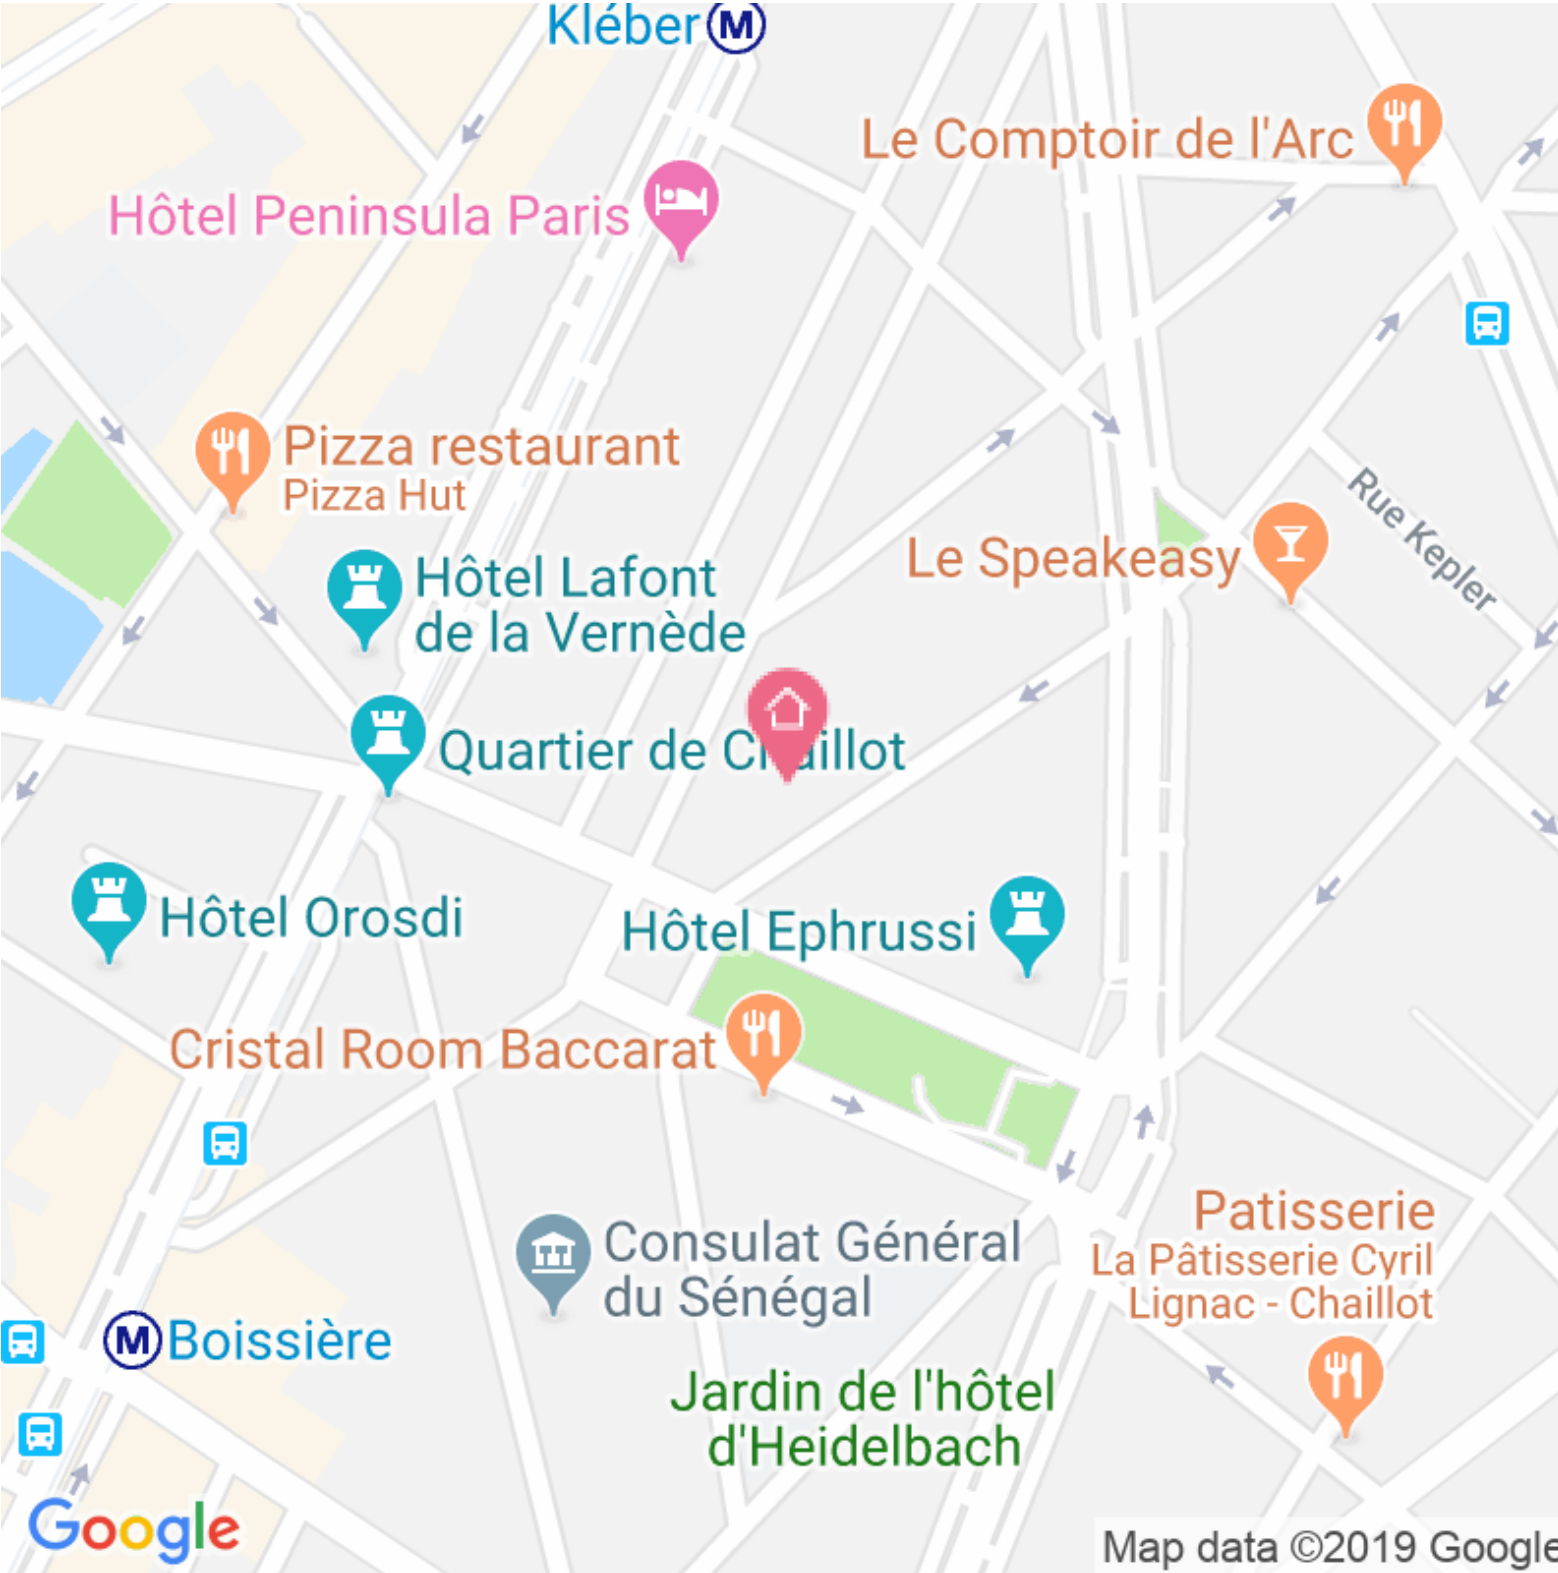 Kléber M
Le Comptoir de l'Arc
Hôtel Peninsula Paris
Pizza restaurant
Pizza Hut
Rue Kepler
Le Speakeasy
Hôtel Lafont
de la Vernède
Quartier de Chaillot
Hôtel Orosdi
Hôtel Ephrussi
Cristal Room Baccarat
Patisserie
La Pâtisserie Cyril
Lignac - Chaillot
Consulat Général
du Sénégal
M Boissière
Jardin de l'hôtel
d'Heidelbach
Google
Map data ©2019 Google